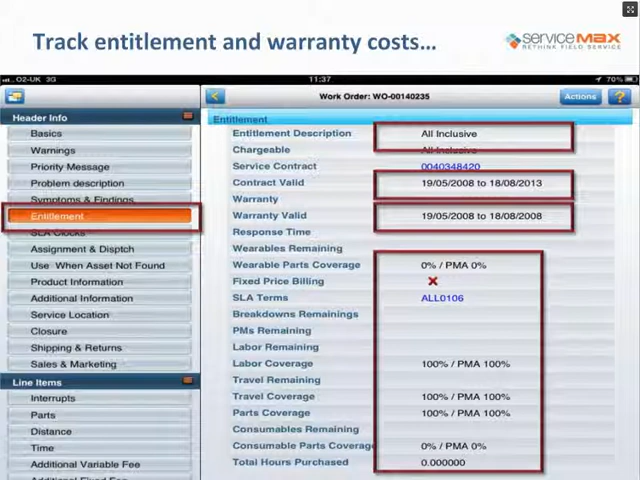 Track entitlement and warranty costs…
serviceMAX
RETHINK FIELD SERVICE
O2-UK 3G 11:37 70%
Work Order: WO-00140235 Actions ?
Header Info
Basics
Warnings
Priority Message
Problem description
Symptoms & Findings
Entitlement
SLA Clocks
Assignment & Disptch
Use When Asset Not Found
Product Information
Additional Information
Service Location
Closure
Shipping & Returns
Sales & Marketing
Line Items
Interrupts
Parts
Distance
Time
Additional Variable Fee
Additional Fixed Fee
Entitlement
Entitlement Description All Inclusive
Chargeable All Inclusive
Service Contract 0040348420
Contract Valid 19/05/2008 to 18/08/2013
Warranty
Warranty Valid 19/05/2008 to 18/08/2008
Response Time
Wearables Remaining
Wearable Parts Coverage 0% / PMA 0%
Fixed Price Billing
SLA Terms ALL0106
Breakdowns Remainings
PMs Remaining
Labor Remaining
Labor Coverage 100% / PMA 100%
Travel Remaining
Travel Coverage 100% / PMA 100%
Parts Coverage 100% / PMA 100%
Consumables Remaining
Consumable Parts Coverage 0% / PMA 0%
Total Hours Purchased 0.000000